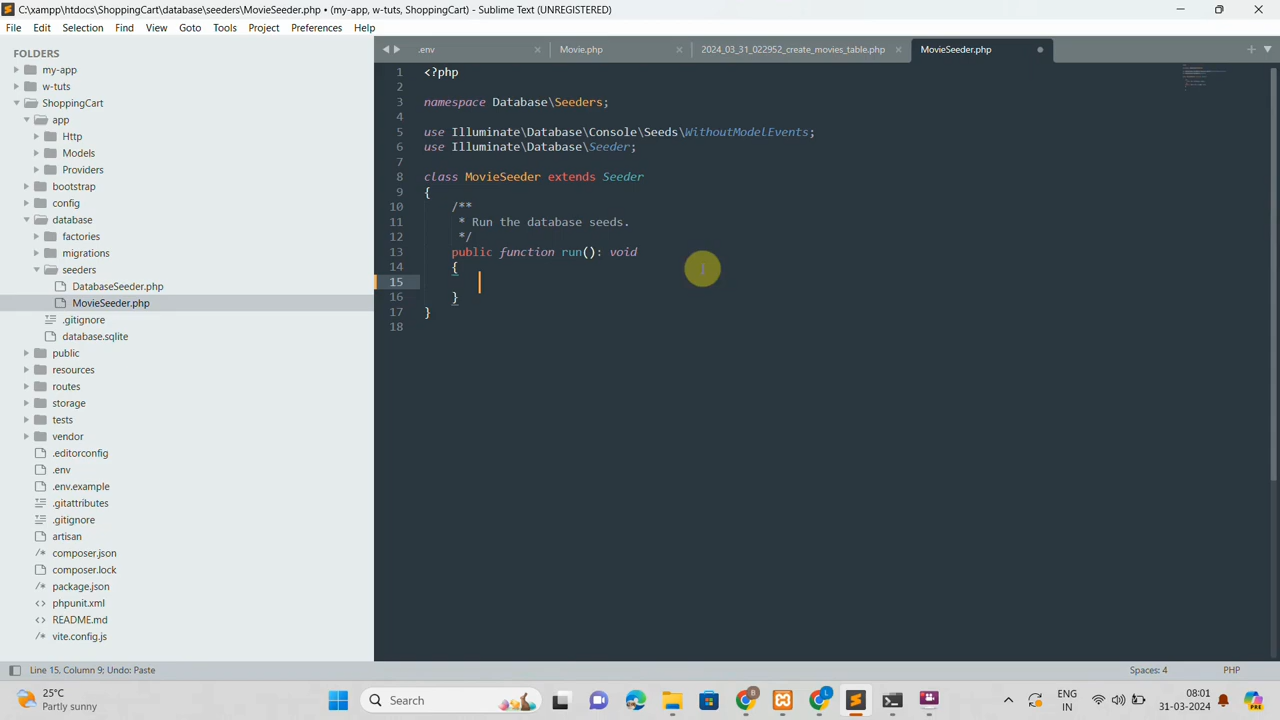 C:\xampp\htdocs\ShoppingCart\database\seeders\MovieSeeder.php • (my-app, w-tuts, ShoppingCart) - Sublime Text (UNREGISTERED)
File Edit Selection Find View Goto Tools Project Preferences Help
FOLDERS
my-app
w-tuts
ShoppingCart
app
Http
Models
Providers
bootstrap
config
database
factories
migrations
seeders
DatabaseSeeder.php
MovieSeeder.php
.gitignore
database.sqlite
public
resources
routes
storage
tests
vendor
.editorconfig
.env
.env.example
.gitattributes
.gitignore
artisan
composer.json
composer.lock
package.json
phpunit.xml
README.md
vite.config.js
.env Movie.php 2024_03_31_022952_create_movies_table.php MovieSeeder.php
1 <?php
2
3 namespace Database\Seeders;
4
5 use Illuminate\Database\Console\Seeds\WithoutModelEvents;
6 use Illuminate\Database\Seeder;
7
8 class MovieSeeder extends Seeder
9 {
10 /**
11 * Run the database seeds.
12 */
13 public function run(): void
14 {
15
16 }
17 }
18
Line 15, Column 9; Undo: Paste Spaces: 4 PHP
25°C
Partly sunny
Search
ENG
IN
08:01
31-03-2024